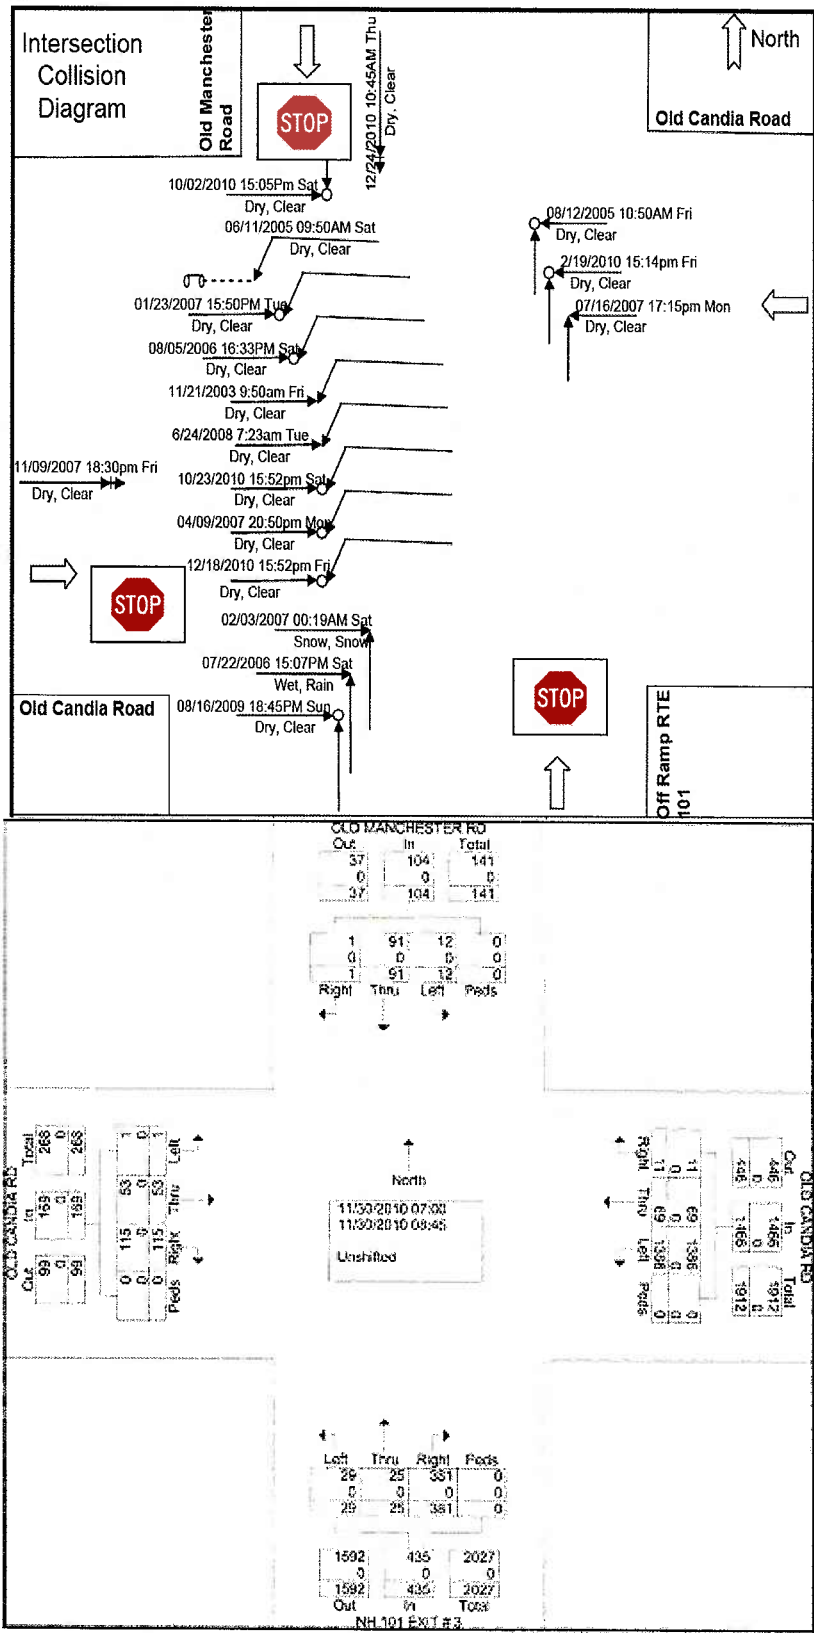 Intersection
Collision
Diagram
Old Manchester
Road
STOP
12/24/2010 10:45AM Thu
Dry, Clear
North
Old Candia Road
10/02/2010 15:05Pm Sat
Dry, Clear
06/11/2005 09:50AM Sat
Dry, Clear
01/23/2007 15:50PM Tue
Dry, Clear
08/05/2006 16:33PM Sat
Dry, Clear
11/21/2003 9:50am Fri
Dry, Clear
6/24/2008 7:23am Tue
Dry, Clear
10/23/2010 15:52pm Sat
Dry, Clear
04/09/2007 20:50pm Mon
Dry, Clear
12/18/2010 15:52pm Fri
Dry, Clear
02/03/2007 00:19AM Sat
Snow, Snow
07/22/2006 15:07PM Sat
Wet, Rain
08/16/2009 18:45PM Sun
Dry, Clear
08/12/2005 10:50AM Fri
Dry, Clear
2/19/2010 15:14pm Fri
Dry, Clear
07/16/2007 17:15pm Mon
Dry, Clear
11/09/2007 18:30pm Fri
Dry, Clear
STOP
STOP
Old Candia Road
Off Ramp RTE
101
OLD MANCHESTER RD
Out In Total
37 104 141
0 0 0
37 104 141
1 91 12 0
0 0 0 0
1 91 12 0
Right Thru Left Peds
OLD CANDIA RD
Total In Out
268 169 99
0 0 0
268 169 99
1 53 115 0
0 0 0 0
1 53 115 0
Left Thru Right Peds
North
11/30/2010 07:00
11/30/2010 08:45
Unshifted
Right Thru Left Peds
11 69 1386 0
0 0 0 0
11 69 1386 0
446 1466 1912
0 0 0
446 1466 1912
Out In Total
OLD CANDIA RD
Left Thru Right Peds
29 25 381 0
0 0 0 0
29 25 381 0
1592 435 2027
0 0 0
1592 435 2027
Out In Total
NH 101 EXIT #3